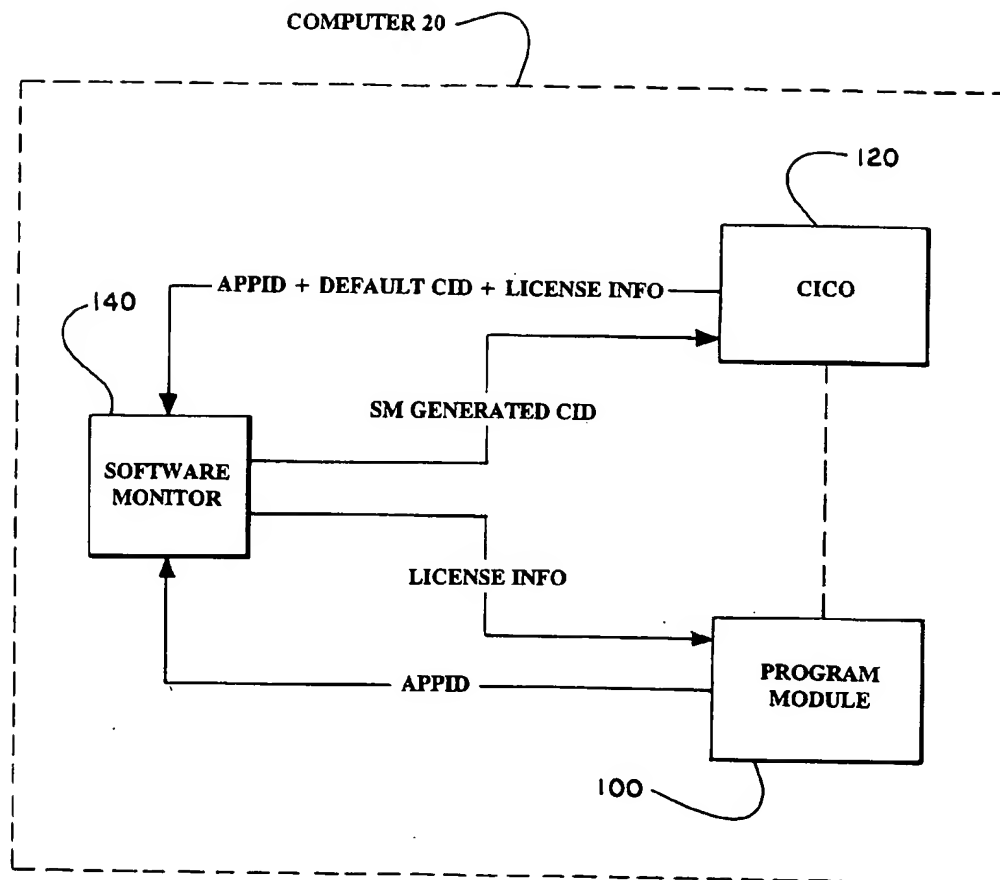 COMPUTER 20
120
APPID + DEFAULT CID + LICENSE INFO
CICO
140
SM GENERATED CID
SOFTWARE
MONITOR
LICENSE INFO
APPID
PROGRAM
MODULE
100